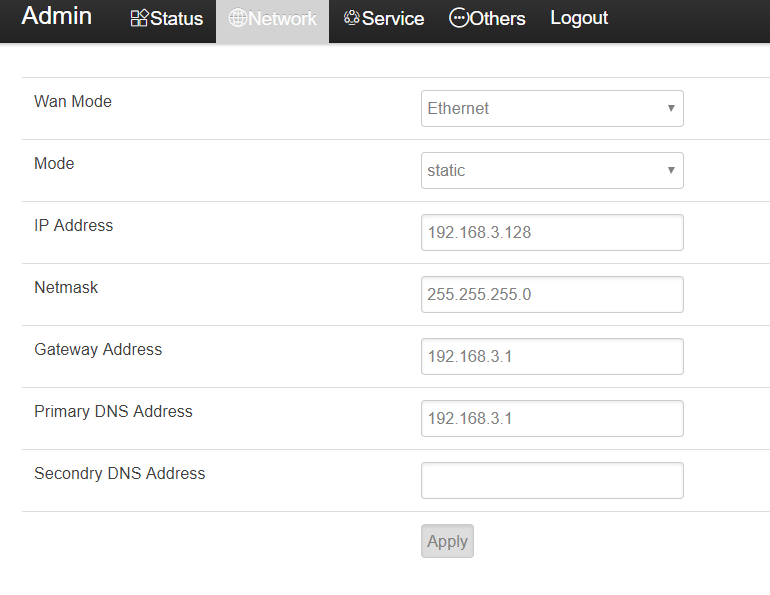 Admin Status Network Service Others Logout
Wan Mode Ethernet
Mode static
IP Address 192.168.3.128
Netmask 255.255.255.0
Gateway Address 192.168.3.1
Primary DNS Address 192.168.3.1
Secondry DNS Address
Apply